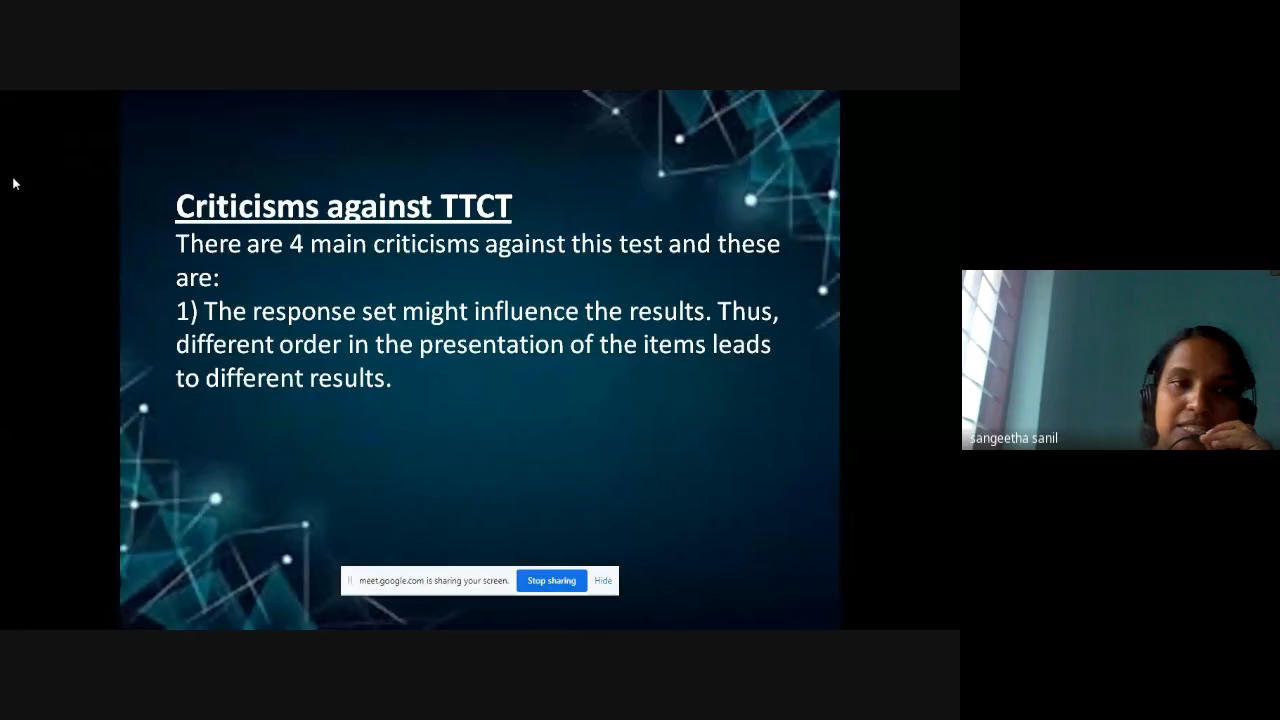 Criticisms against TTCT
There are 4 main criticisms against this test and these
are:
1) The response set might influence the results. Thus,
different order in the presentation of the items leads
to different results.
sangeetha sanil
meet.google.com is sharing your screen. Stop sharing Hide